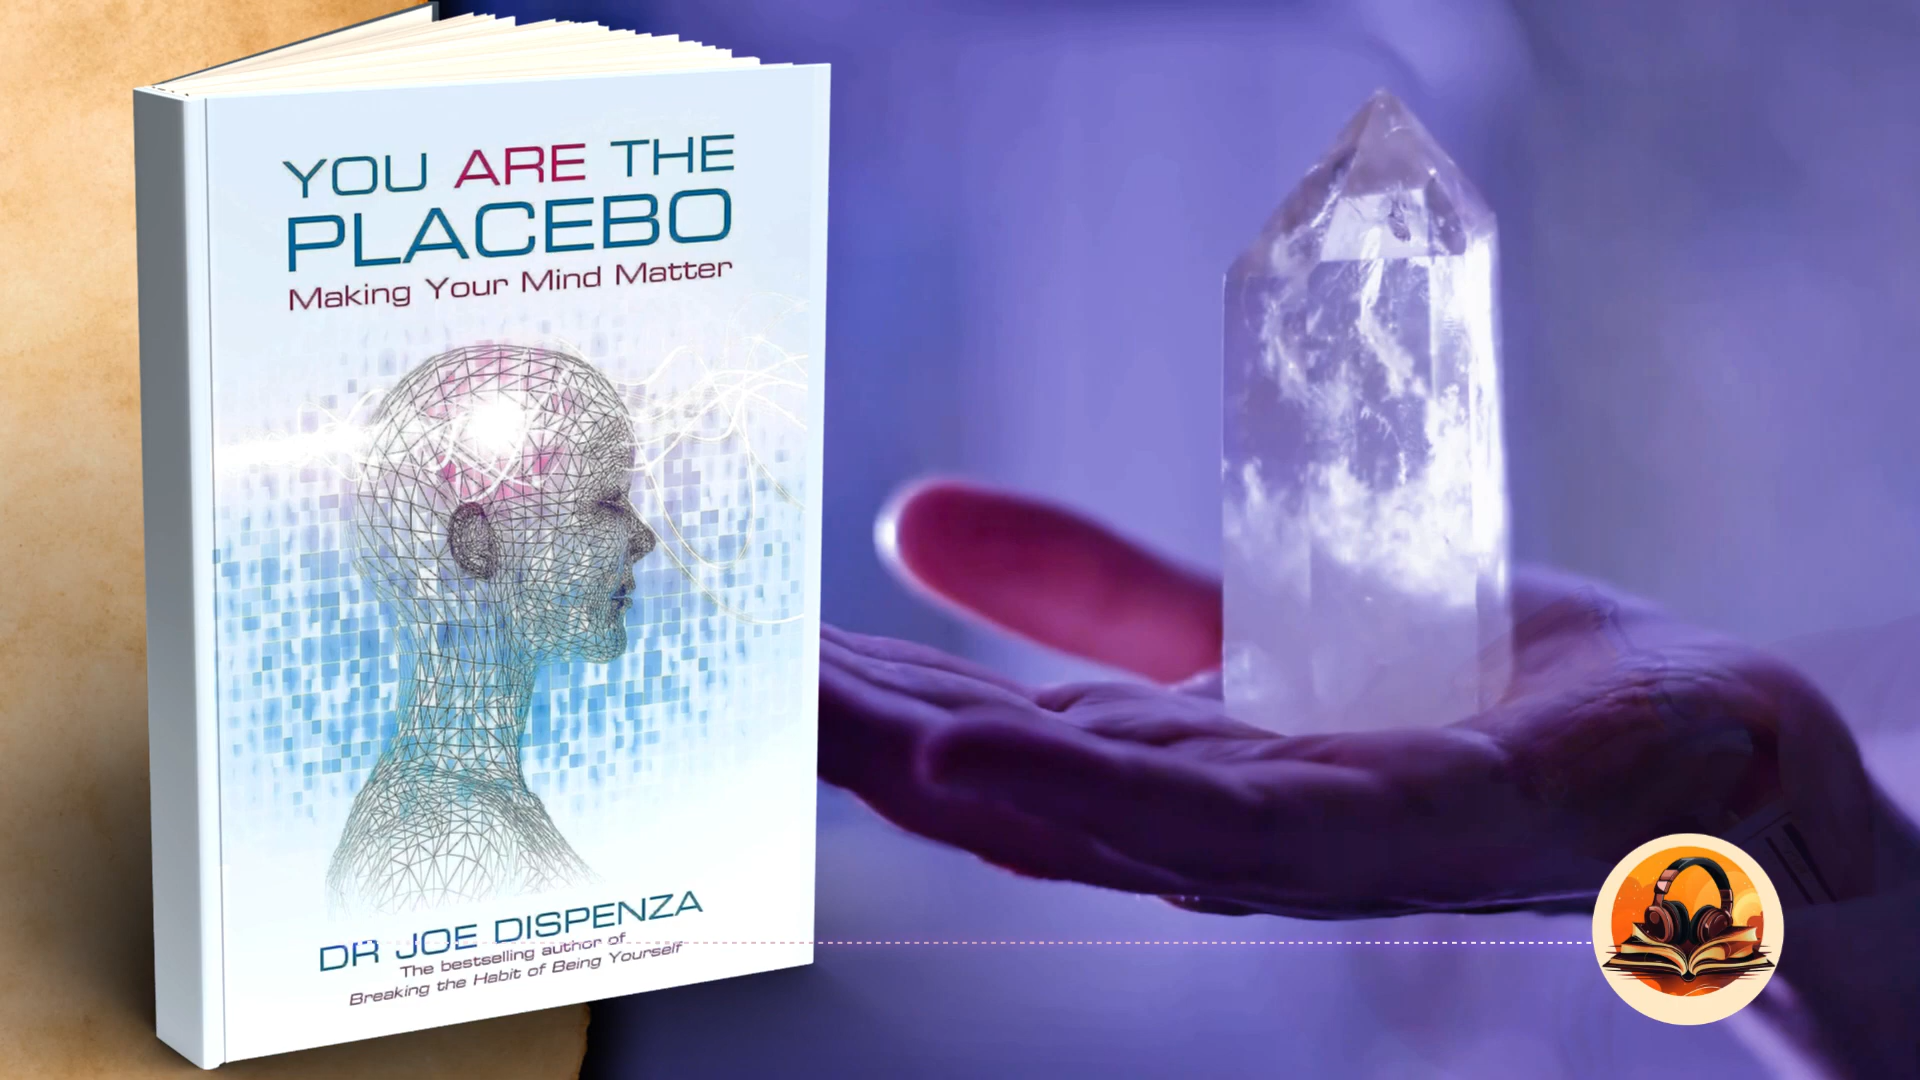 YOU ARE THE
PLACEBO
Making Your Mind Matter
DR JOE DISPENZA
The bestselling author of
Breaking the Habit of Being Yourself